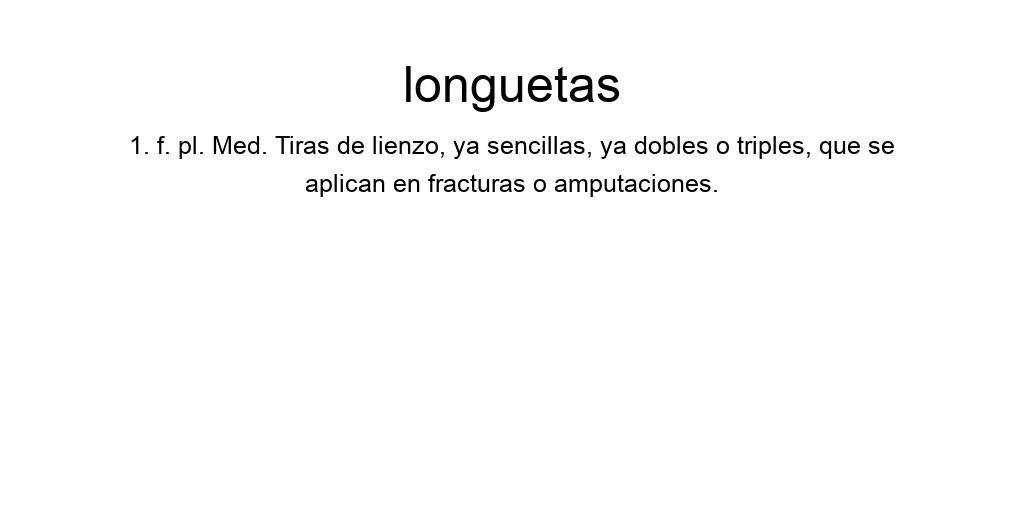 longuetas
1. f. pl. Med. Tiras de lienzo, ya sencillas, ya dobles o triples, que se
aplican en fracturas o amputaciones.